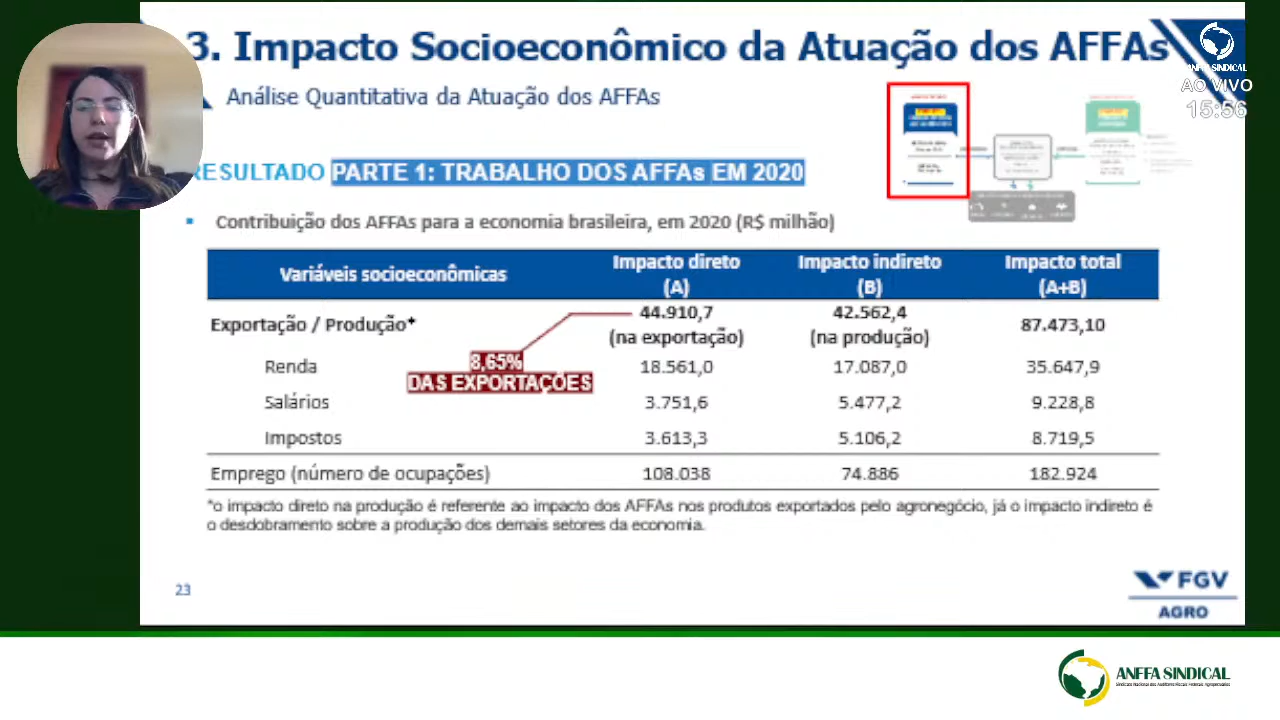 3. Impacto Socioeconômico da Atuação dos AFFAs
Análise Quantitativa da Atuação dos AFFAs
ANFFA SINDICAL
AO VIVO
15:56
RESULTADO PARTE 1: TRABALHO DOS AFFAs EM 2020
Contribuição dos AFFAs para a economia brasileira, em 2020 (R$ milhão)
Variáveis socioeconômicas Impacto direto (A) Impacto indireto (B) Impacto total (A+B)
Exportação / Produção* 44.910,7 (na exportação) 42.562,4 (na produção) 87.473,10
8,65%
DAS EXPORTAÇÕES
Renda 18.561,0 17.087,0 35.647,9
Salários 3.751,6 5.477,2 9.228,8
Impostos 3.613,3 5.106,2 8.719,5
Emprego (número de ocupações) 108.038 74.886 182.924
*o impacto direto na produção é referente ao impacto dos AFFAs nos produtos exportados pelo agronegócio, já o impacto indireto é
o desdobramento sobre a produção dos demais setores da economia.
23
FGV
AGRO
ANFFA SINDICAL
Sindicato Nacional dos Auditores Fiscais Federais Agropecuários